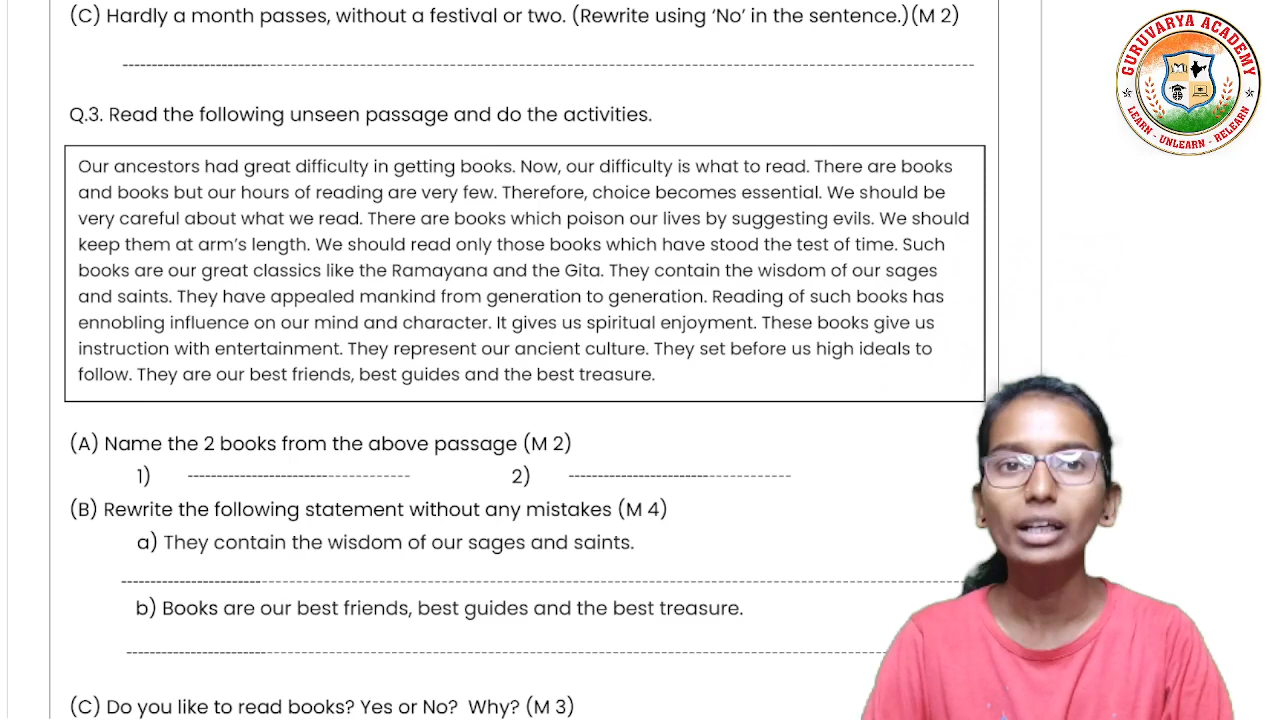 (C) Hardly a month passes, without a festival or two. (Rewrite using ‘No’ in the sentence.)(M 2)
Q.3. Read the following unseen passage and do the activities.
Our ancestors had great difficulty in getting books. Now, our difficulty is what to read. There are books
and books but our hours of reading are very few. Therefore, choice becomes essential. We should be
very careful about what we read. There are books which poison our lives by suggesting evils. We should
keep them at arm’s length. We should read only those books which have stood the test of time. Such
books are our great classics like the Ramayana and the Gita. They contain the wisdom of our sages
and saints. They have appealed mankind from generation to generation. Reading of such books has
ennobling influence on our mind and character. It gives us spiritual enjoyment. These books give us
instruction with entertainment. They represent our ancient culture. They set before us high ideals to
follow. They are our best friends, best guides and the best treasure.
(A) Name the 2 books from the above passage (M 2)
1) 2)
(B) Rewrite the following statement without any mistakes (M 4)
a) They contain the wisdom of our sages and saints.
b) Books are our best friends, best guides and the best treasure.
(C) Do you like to read books? Yes or No? Why? (M 3)
GURUVARYA ACADEMY
LEARN - UNLEARN - RELEARN